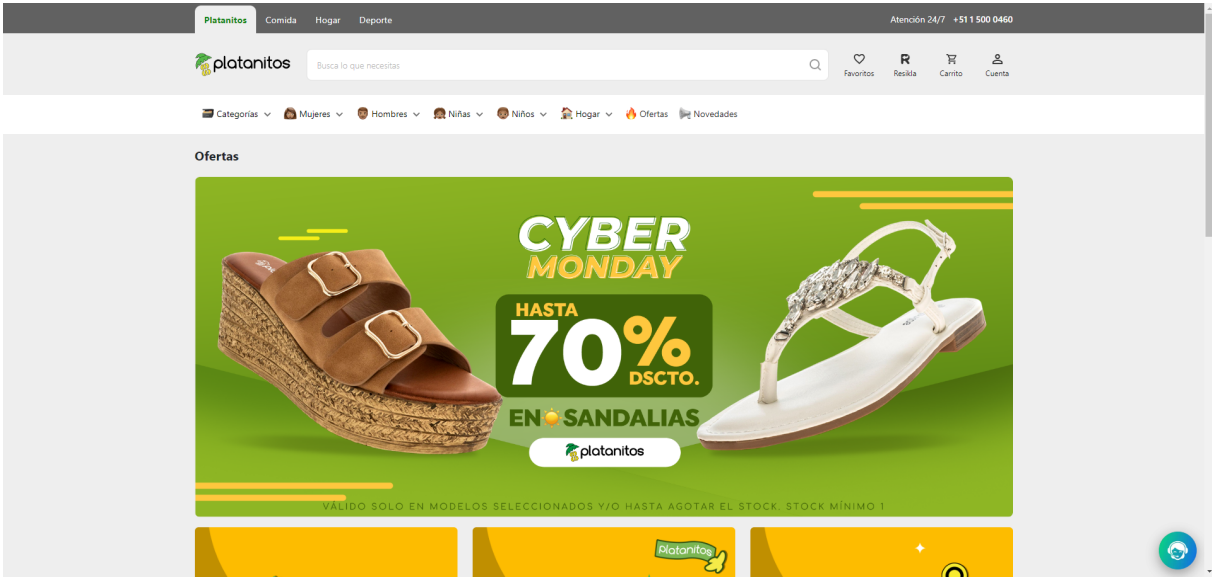 Platanitos Comida Hogar Deporte Atención 24/7 +51 1 500 0460
platanitos Busca lo que necesitas Favoritos Resikla Carrito Cuenta
Categorías Mujeres Hombres Niñas Niños Hogar Ofertas Novedades
Ofertas
CYBER
MONDAY
HASTA
70%
DSCTO.
EN SANDALIAS
platanitos
VÁLIDO SOLO EN MODELOS SELECCIONADOS Y/O HASTA AGOTAR EL STOCK. STOCK MÍNIMO 1
platanitos